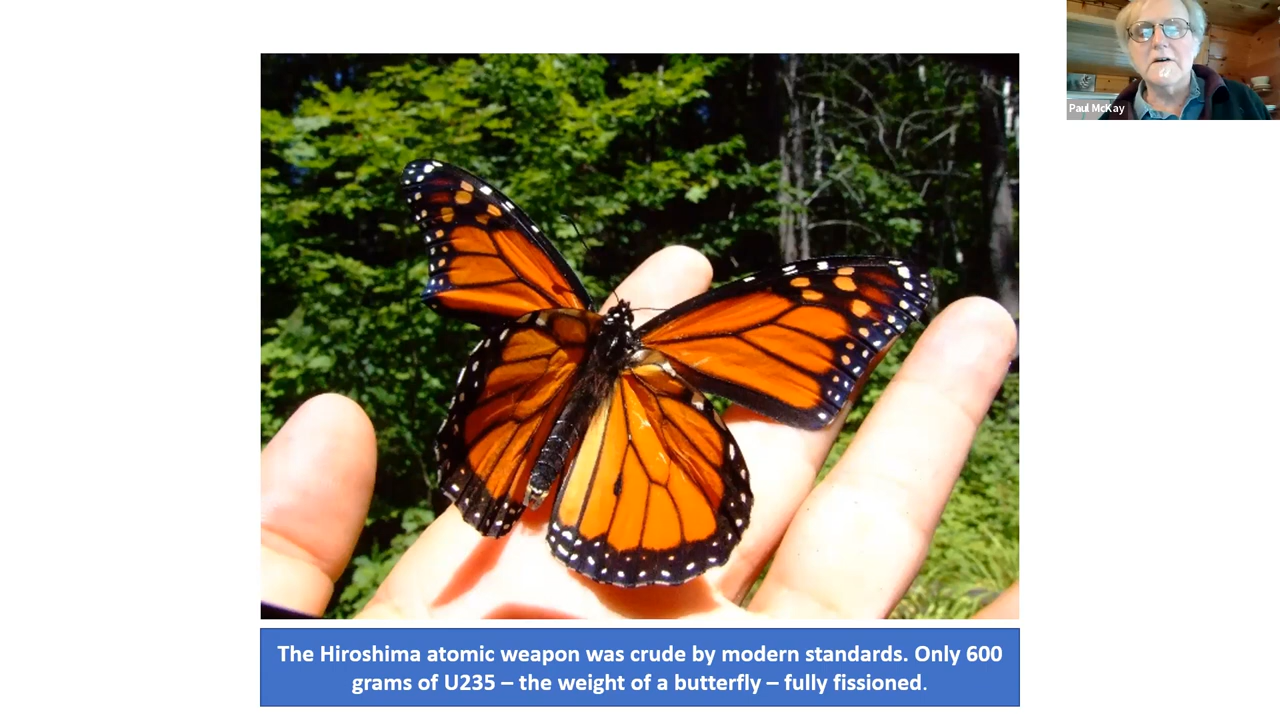 Paul McKay
The Hiroshima atomic weapon was crude by modern standards. Only 600
grams of U235 – the weight of a butterfly – fully fissioned.